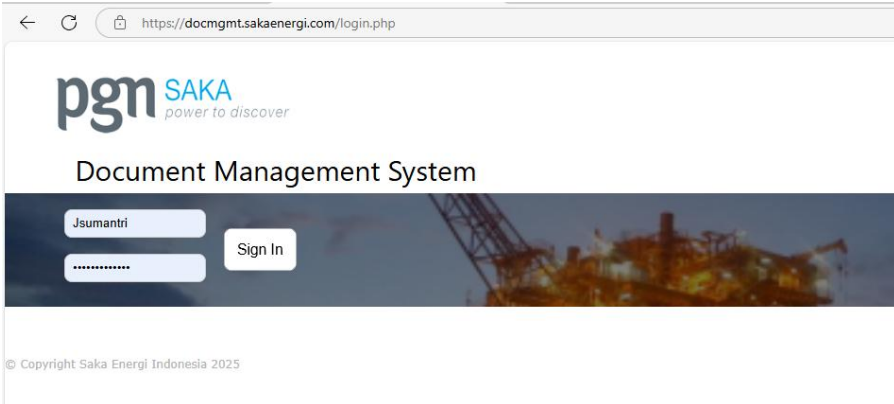 https://docmgmt.sakaenergi.com/login.php
pgn SAKA
power to discover
Document Management System
Jsumantri
Sign In
•••••••••••••
© Copyright Saka Energi Indonesia 2025